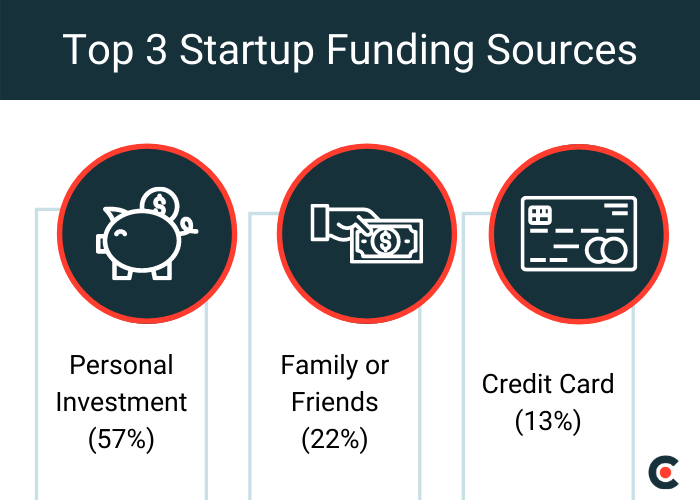 Top 3 Startup Funding Sources
Personal
Investment
(57%)
Family or
Friends
(22%)
Credit Card
(13%)